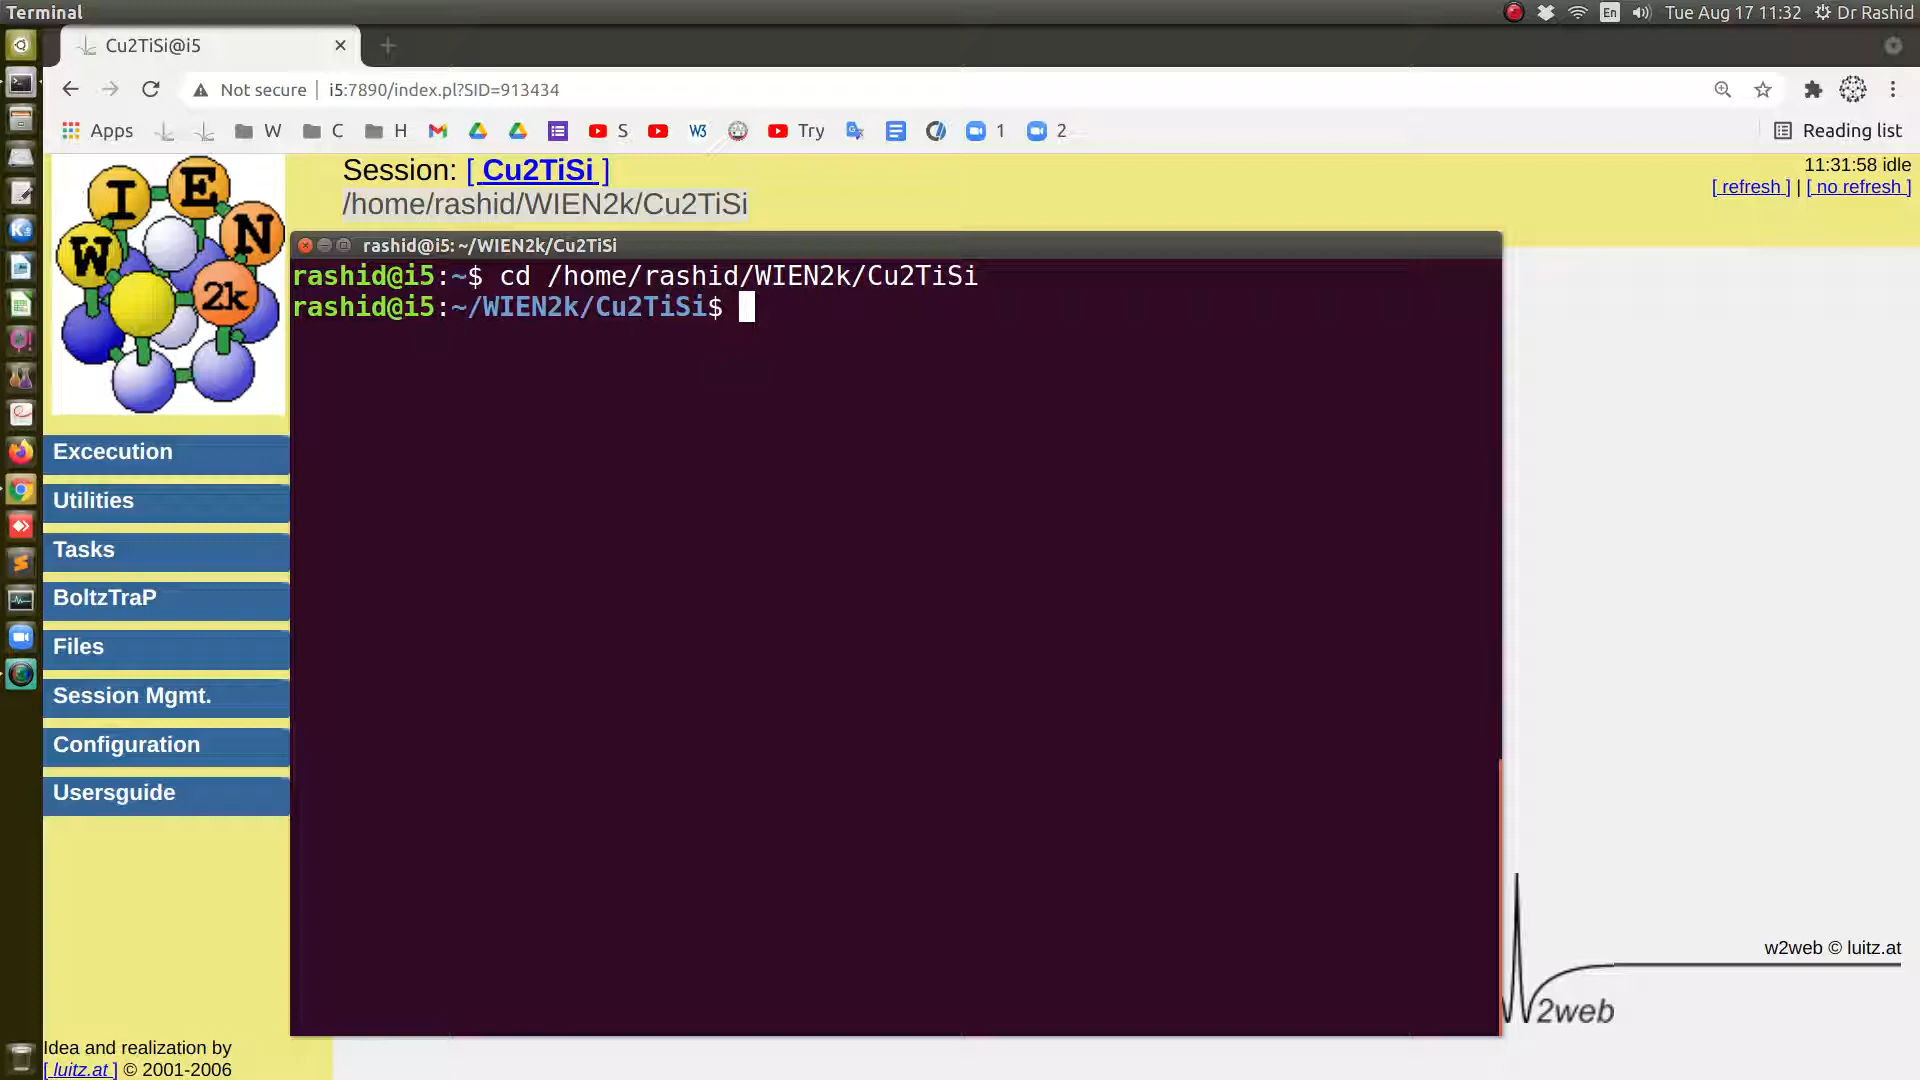 Terminal
En
Tue Aug 17 11:32
Dr Rashid
Cu2TiSi@i5
Not secure
i5:7890/index.pl?SID=913434
Apps
W
C
H
S
W3
Try
1
2
Reading list
WIEN
2k
Session: [ Cu2TiSi ]
/home/rashid/WIEN2k/Cu2TiSi
11:31:58 idle
[ refresh ] | [ no refresh ]
rashid@i5: ~/WIEN2k/Cu2TiSi
rashid@i5:~$ cd /home/rashid/WIEN2k/Cu2TiSi
rashid@i5:~/WIEN2k/Cu2TiSi$
Excecution
Utilities
Tasks
BoltzTraP
Files
Session Mgmt.
Configuration
Usersguide
w2web © luitz.at
2web
Idea and realization by
[ luitz.at ] © 2001-2006